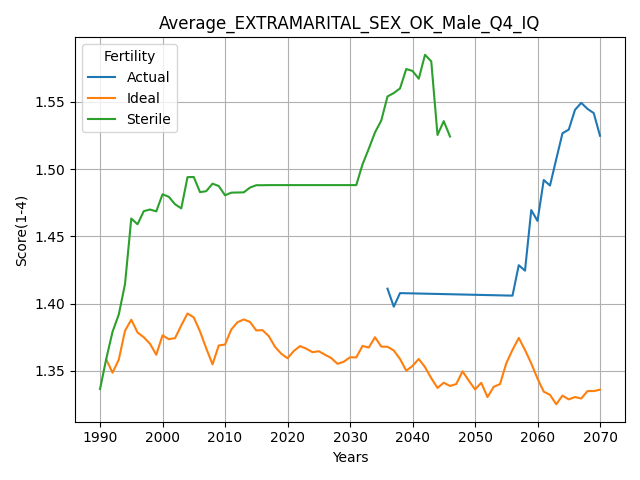 Average_EXTRAMARITAL_SEX_OK_Male_Q4_IQ
Fertility
Actual
Ideal
Sterile
Score(1-4)
1.55
1.50
1.45
1.40
1.35
1990 2000 2010 2020 2030 2040 2050 2060 2070
Years